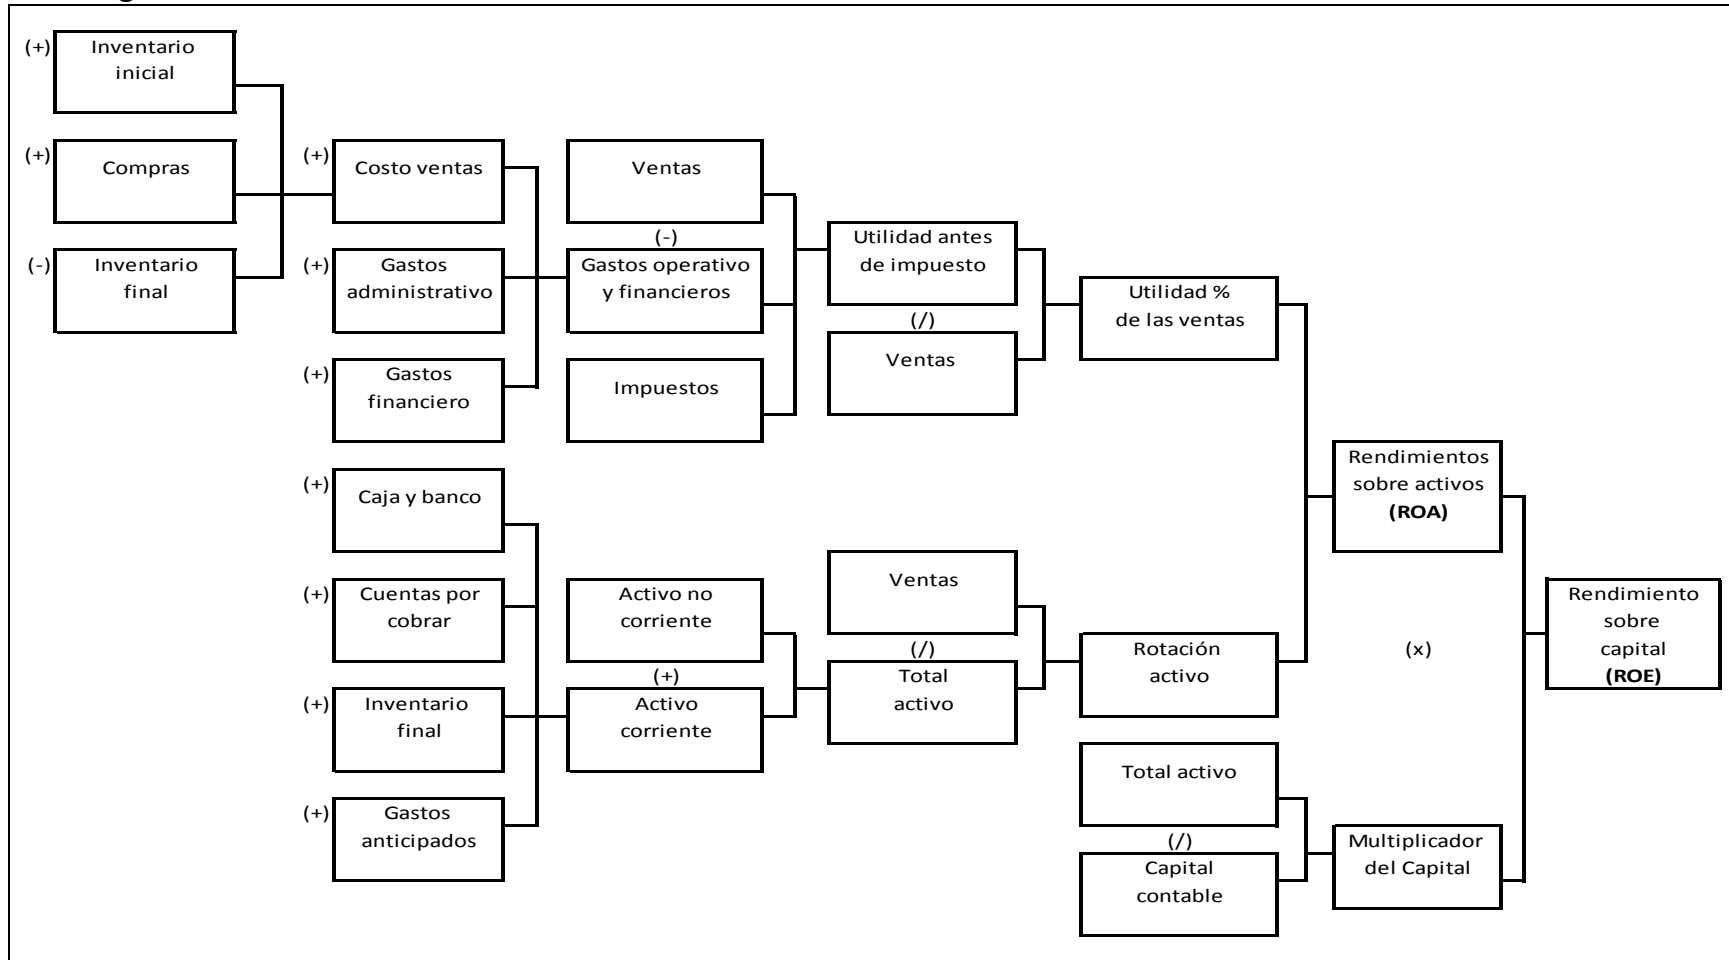 (+)
Inventario
inicial
(+)
Compras
(-)
Inventario
final
(+)
Costo ventas
(+)
Gastos
administrativo
(+)
Gastos
financiero
Ventas
(-)
Gastos operativo
y financieros
Impuestos
Utilidad antes
de impuesto
(/)
Ventas
Utilidad %
de las ventas
(+)
Caja y banco
(+)
Cuentas por
cobrar
(+)
Inventario
final
(+)
Gastos
anticipados
Activo no
corriente
(+)
Activo
corriente
Ventas
(/)
Total
activo
Rotación
activo
Total activo
(/)
Capital
contable
Rendimientos
sobre activos
(ROA)
(x)
Multiplicador
del Capital
Rendimiento
sobre
capital
(ROE)